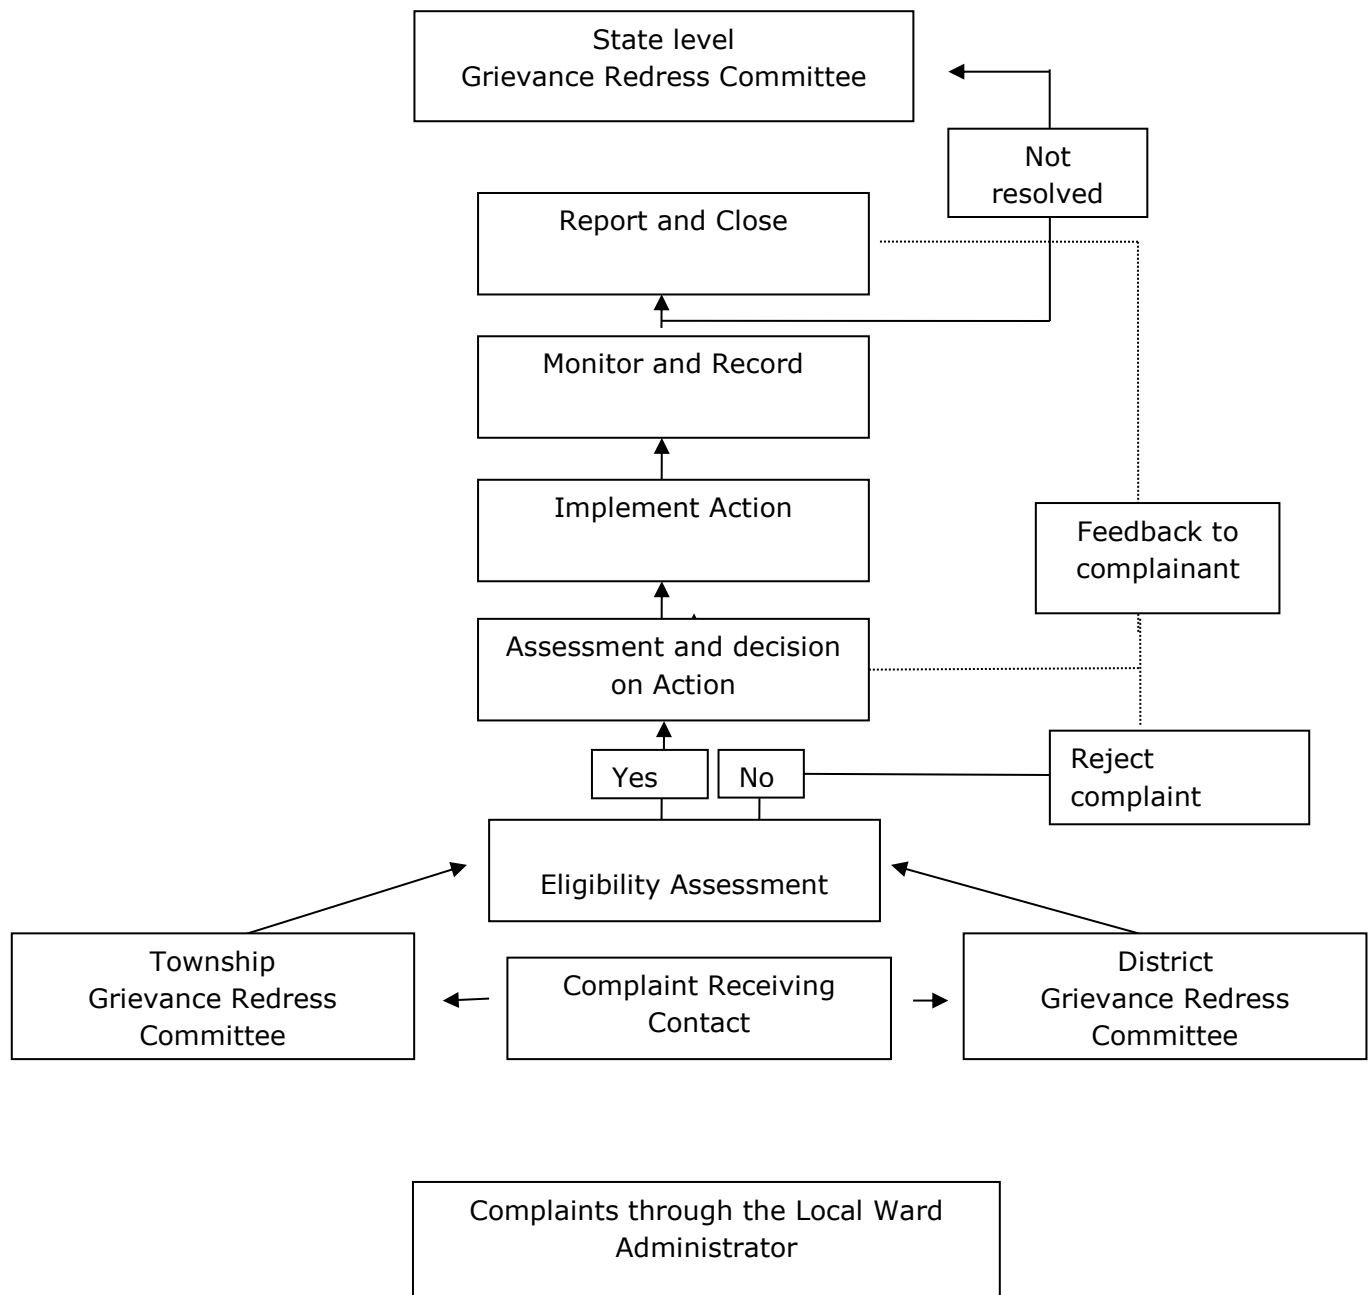 State level
Grievance Redress Committee
Not
resolved
Report and Close
Monitor and Record
Implement Action
Feedback to
complainant
Assessment and decision
on Action
Yes
No
Reject
complaint
Eligibility Assessment
Township
Grievance Redress
Committee
Complaint Receiving
Contact
District
Grievance Redress
Committee
Complaints through the Local Ward
Administrator